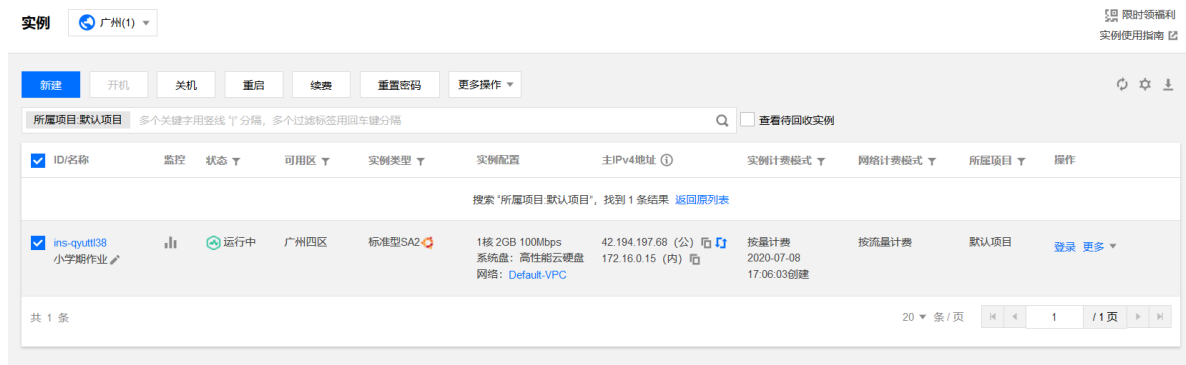 实例 广州(1) 限时领福利
实例使用指南
新建 开机 关机 重启 续费 重置密码 更多操作
所属项目:默认项目 多个关键字用竖线 "|" 分隔，多个过滤标签用回车键分隔 查看待回收实例
ID/名称 监控 状态 可用区 实例类型 实例配置 主IPv4地址 实例计费模式 网络计费模式 所属项目 操作
搜索 "所属项目:默认项目"，找到 1 条结果 返回原列表
ins-qyuttl38 运行中 广州四区 标准型SA2 1核 2GB 100Mbps 42.194.197.68 (公) 按量计费 按流量计费 默认项目 登录 更多
小学期作业 系统盘：高性能云硬盘 172.16.0.15 (内) 2020-07-08
网络：Default-VPC 17:06:03创建
共 1 条 20 条 / 页 1 / 1 页